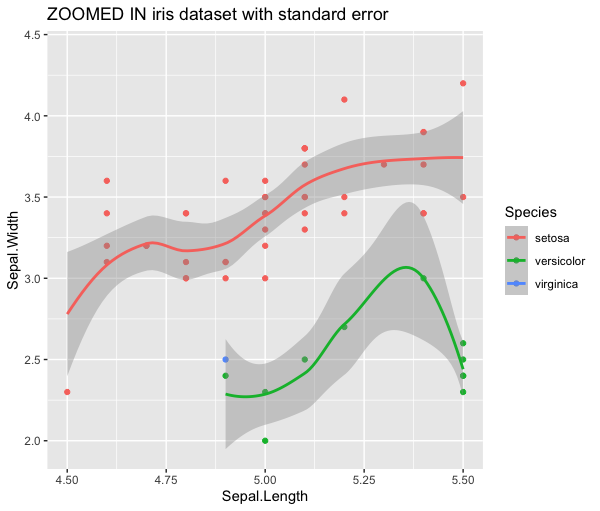 ZOOMED IN iris dataset with standard error
4.5
4.0
3.5
3.0
2.5
2.0
Sepal.Width
4.50 4.75 5.00 5.25 5.50
Sepal.Length
Species
setosa
versicolor
virginica